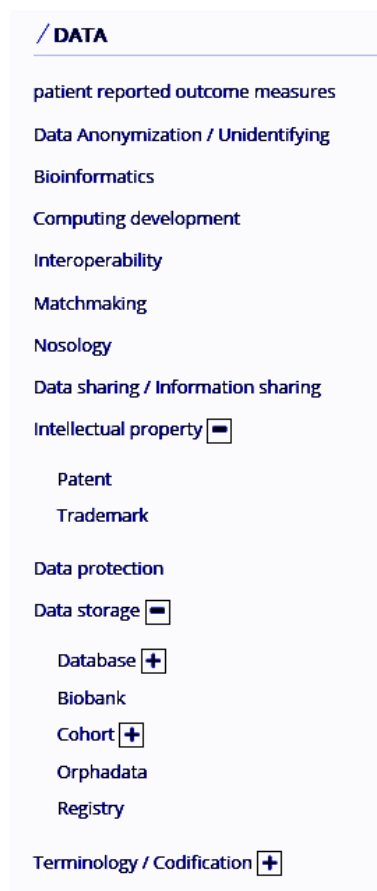 / DATA
patient reported outcome measures
Data Anonymization / Unidentifying
Bioinformatics
Computing development
Interoperability
Matchmaking
Nosology
Data sharing / Information sharing
Intellectual property
Patent
Trademark
Data protection
Data storage
Database
Biobank
Cohort
Orphadata
Registry
Terminology / Codification